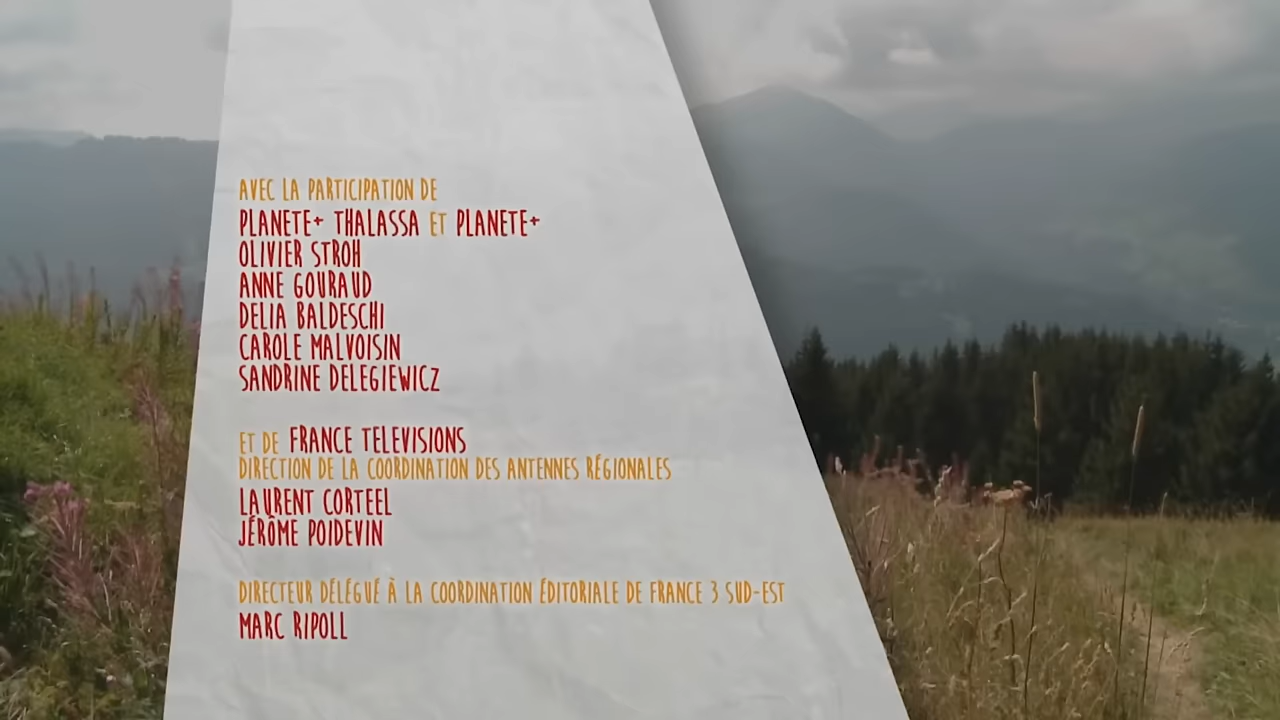 AVEC LA PARTICIPATION DE
PLANETE+ THALASSA ET PLANETE+
OLIVIER STROH
ANNE GOURAUD
DELIA BALDESCHI
CAROLE MALVOISIN
SANDRINE DELEGIEWICZ
ET DE FRANCE TELEVISIONS
DIRECTION DE LA COORDINATION DES ANTENNES RÉGIONALES
LAURENT CORTEEL
JÉRÔME POIDEVIN
DIRECTEUR DÉLÉGUÉ À LA COORDINATION ÉDITORIALE DE FRANCE 3 SUD-EST
MARC RIPOLL